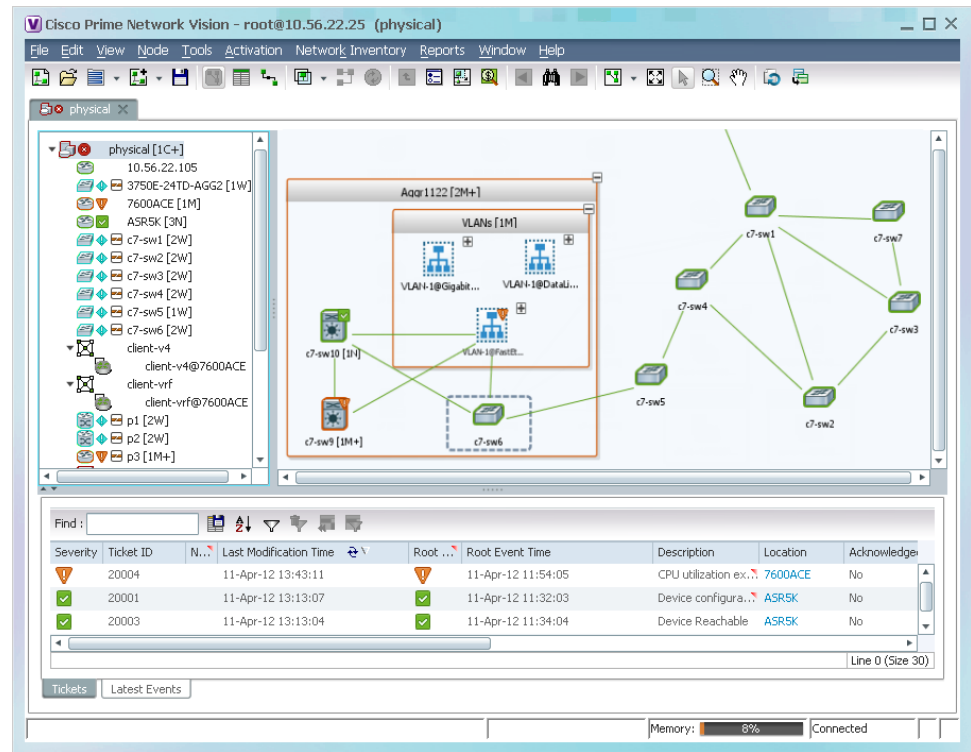 Cisco Prime Network Vision - root@10.56.22.25 (physical)
File Edit View Node Tools Activation Network Inventory Reports Window Help
physical
physical [1C+]
10.56.22.105
3750E-24TD-AGG2 [1W]
7600ACE [1M]
ASR5K [3N]
c7-sw1 [2W]
c7-sw2 [2W]
c7-sw3 [2W]
c7-sw4 [2W]
c7-sw5 [1W]
c7-sw6 [2W]
client-v4
client-v4@7600ACE
client-vrf
client-vrf@7600ACE
p1 [2W]
p2 [2W]
p3 [1M+]
Aggr1122 [2M+]
VLANs [1M]
VLAN-1@Gigabit...
VLAN-1@DataLi...
VLAN-1@FastEt...
c7-sw10 [1N]
c7-sw9 [1M+]
c7-sw6
c7-sw1
c7-sw7
c7-sw4
c7-sw3
c7-sw5
c7-sw2
Find :
Severity Ticket ID N... Last Modification Time Root ... Root Event Time Description Location Acknowledge
20004 11-Apr-12 13:43:11 11-Apr-12 11:54:05 CPU utilization ex... 7600ACE No
20001 11-Apr-12 13:13:07 11-Apr-12 11:32:03 Device configura... ASR5K No
20003 11-Apr-12 13:13:04 11-Apr-12 11:34:04 Device Reachable ASR5K No
Line 0 (Size 30)
Tickets Latest Events
Memory: 8% Connected